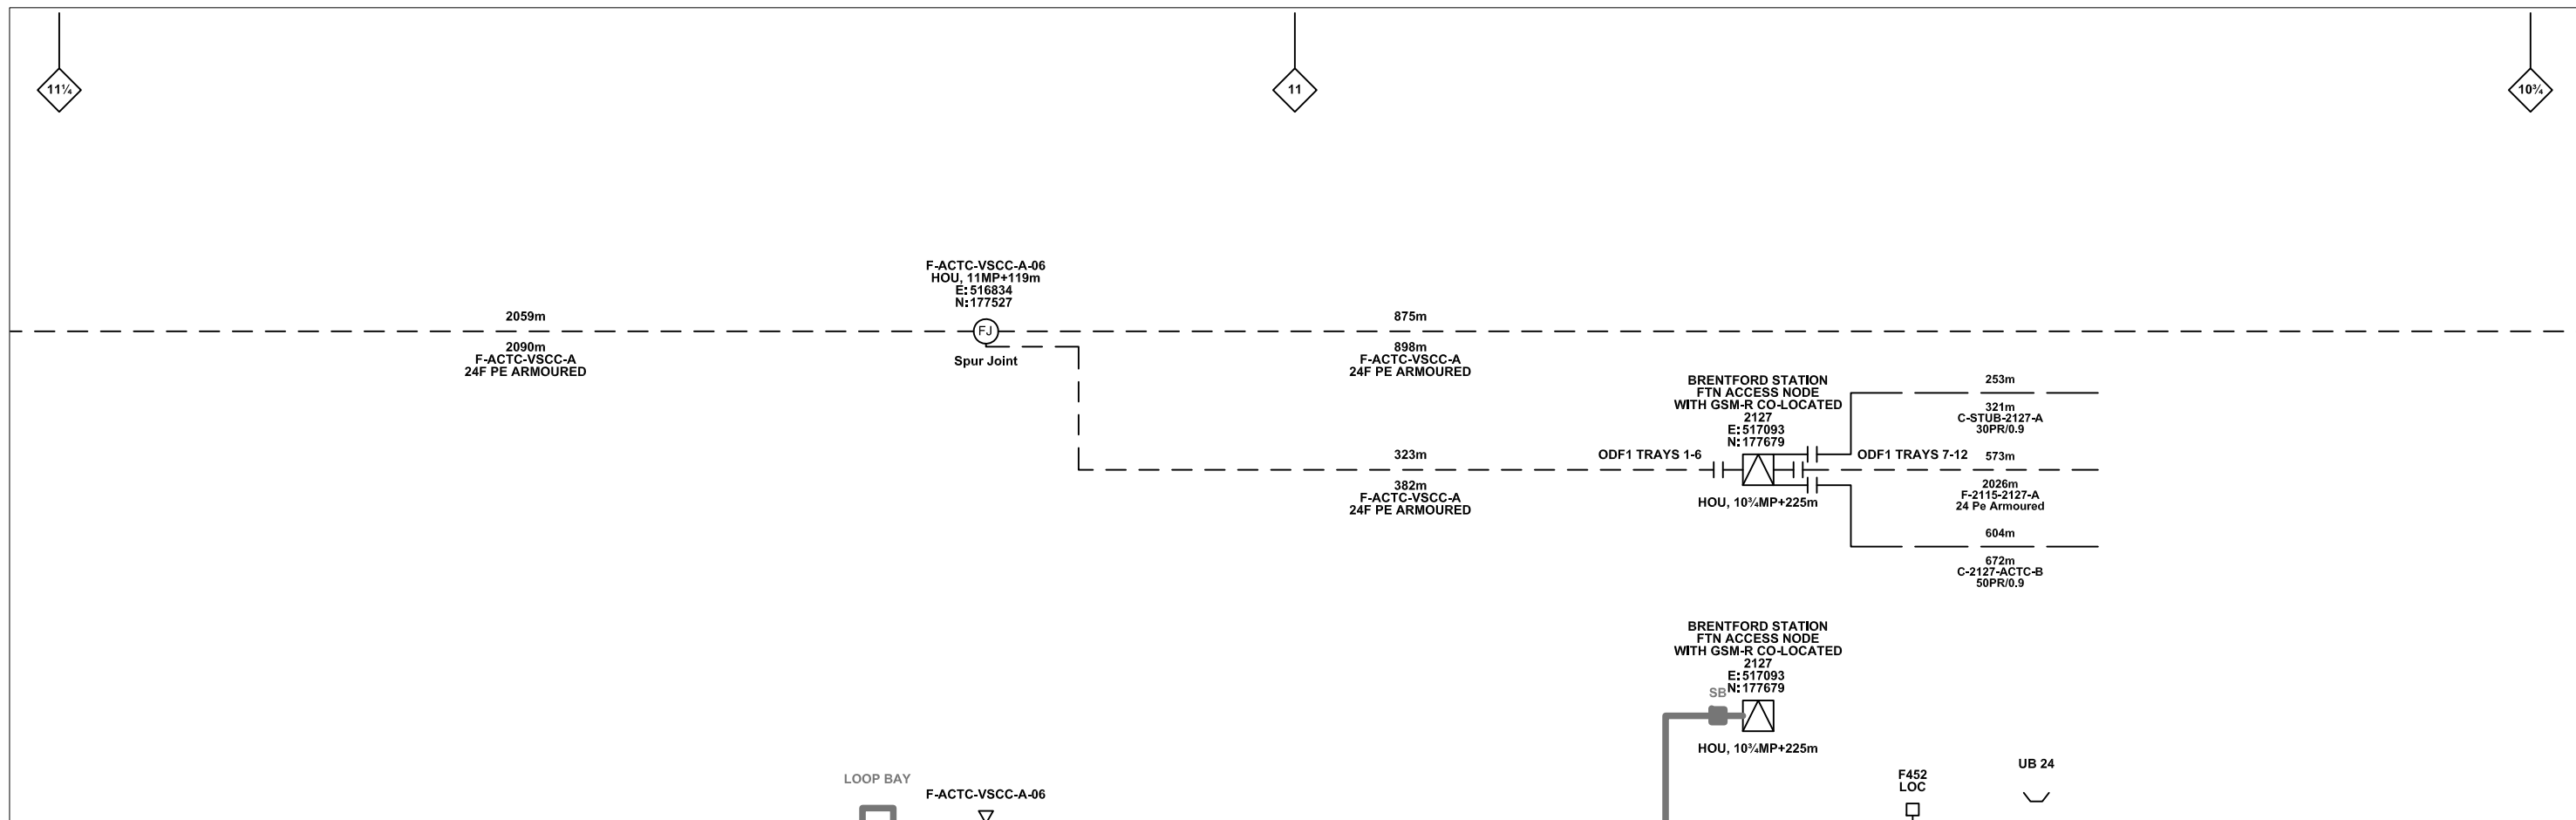 11¼
11
10¾
F-ACTC-VSCC-A-06
HOU, 11MP+119m
E:516834
N:177527
2059m
FJ
875m
2090m
F-ACTC-VSCC-A
24F PE ARMOURED
Spur Joint
898m
F-ACTC-VSCC-A
24F PE ARMOURED
BRENTFORD STATION
FTN ACCESS NODE
WITH GSM-R CO-LOCATED
2127
E:517093
N:177679
253m
321m
C-STUB-2127-A
30PR/0.9
323m
ODF1 TRAYS 1-6
ODF1 TRAYS 7-12
573m
382m
F-ACTC-VSCC-A
24F PE ARMOURED
HOU, 10¾MP+225m
2026m
F-2115-2127-A
24 Pe Armoured
604m
672m
C-2127-ACTC-B
50PR/0.9
BRENTFORD STATION
FTN ACCESS NODE
WITH GSM-R CO-LOCATED
2127
E:517093
N:177679
SB
HOU, 10¾MP+225m
LOOP BAY
F-ACTC-VSCC-A-06
F452
LOC
UB 24